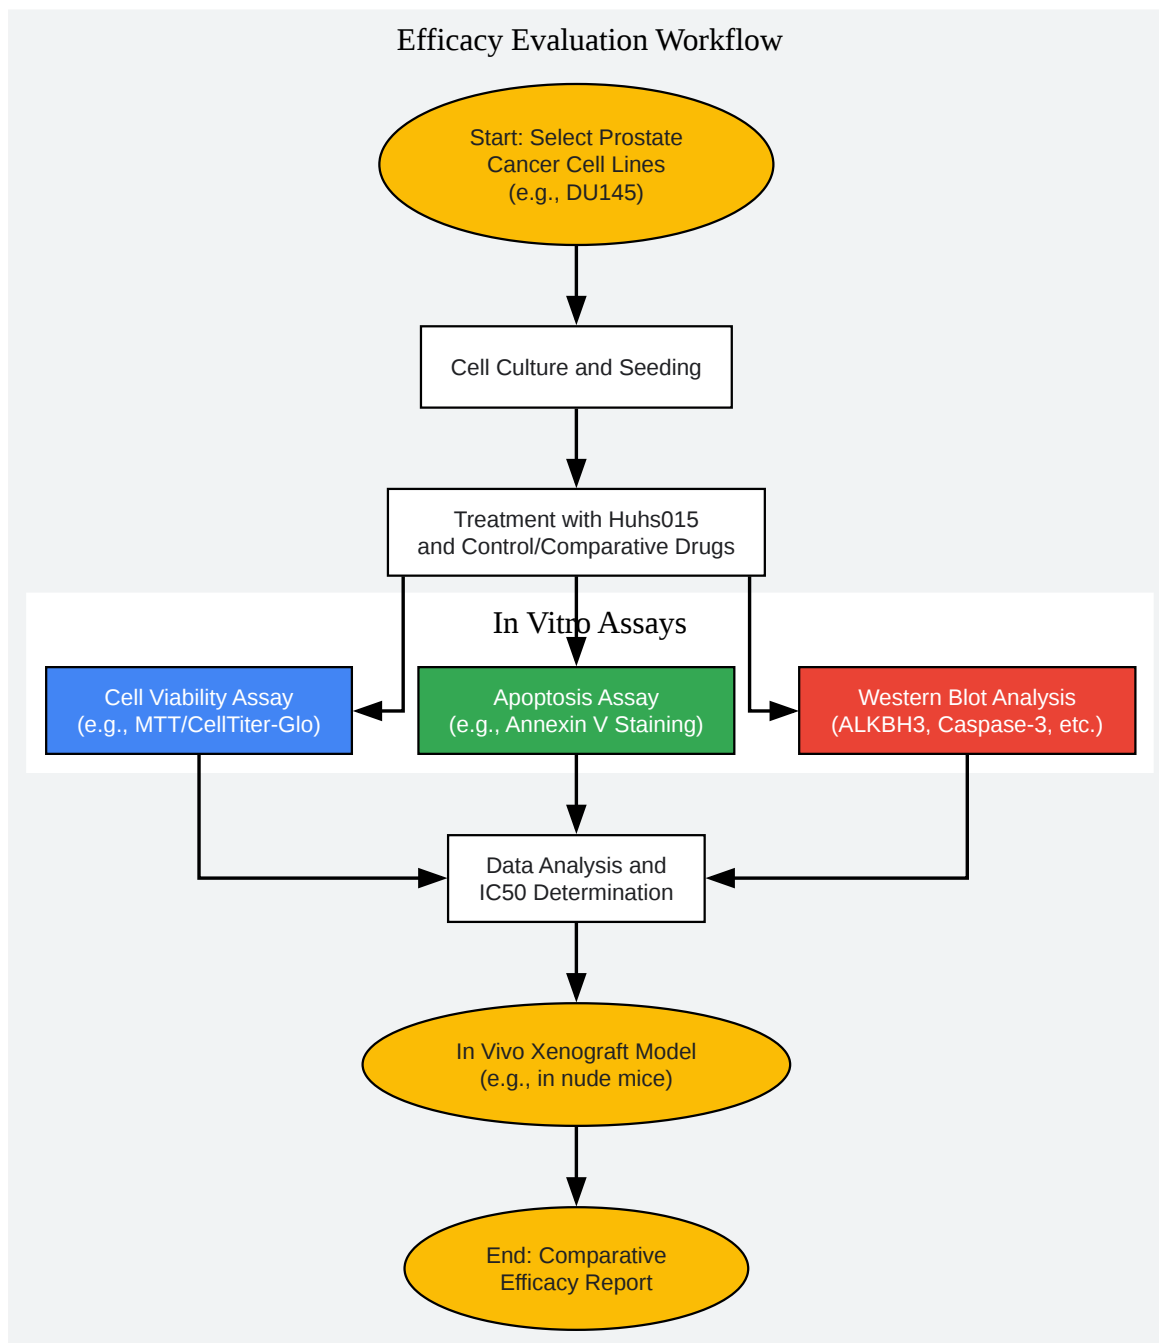 Efficacy Evaluation Workflow
Start: Select Prostate
Cancer Cell Lines
(e.g., DU145)
Cell Culture and Seeding
Treatment with Huhs015
and Control/Comparative Drugs
In Vitro Assays
Cell Viability Assay
(e.g., MTT/CellTiter-Glo)
Apoptosis Assay
(e.g., Annexin V Staining)
Western Blot Analysis
(ALKBH3, Caspase-3, etc.)
Data Analysis and
IC50 Determination
In Vivo Xenograft Model
(e.g., in nude mice)
End: Comparative
Efficacy Report